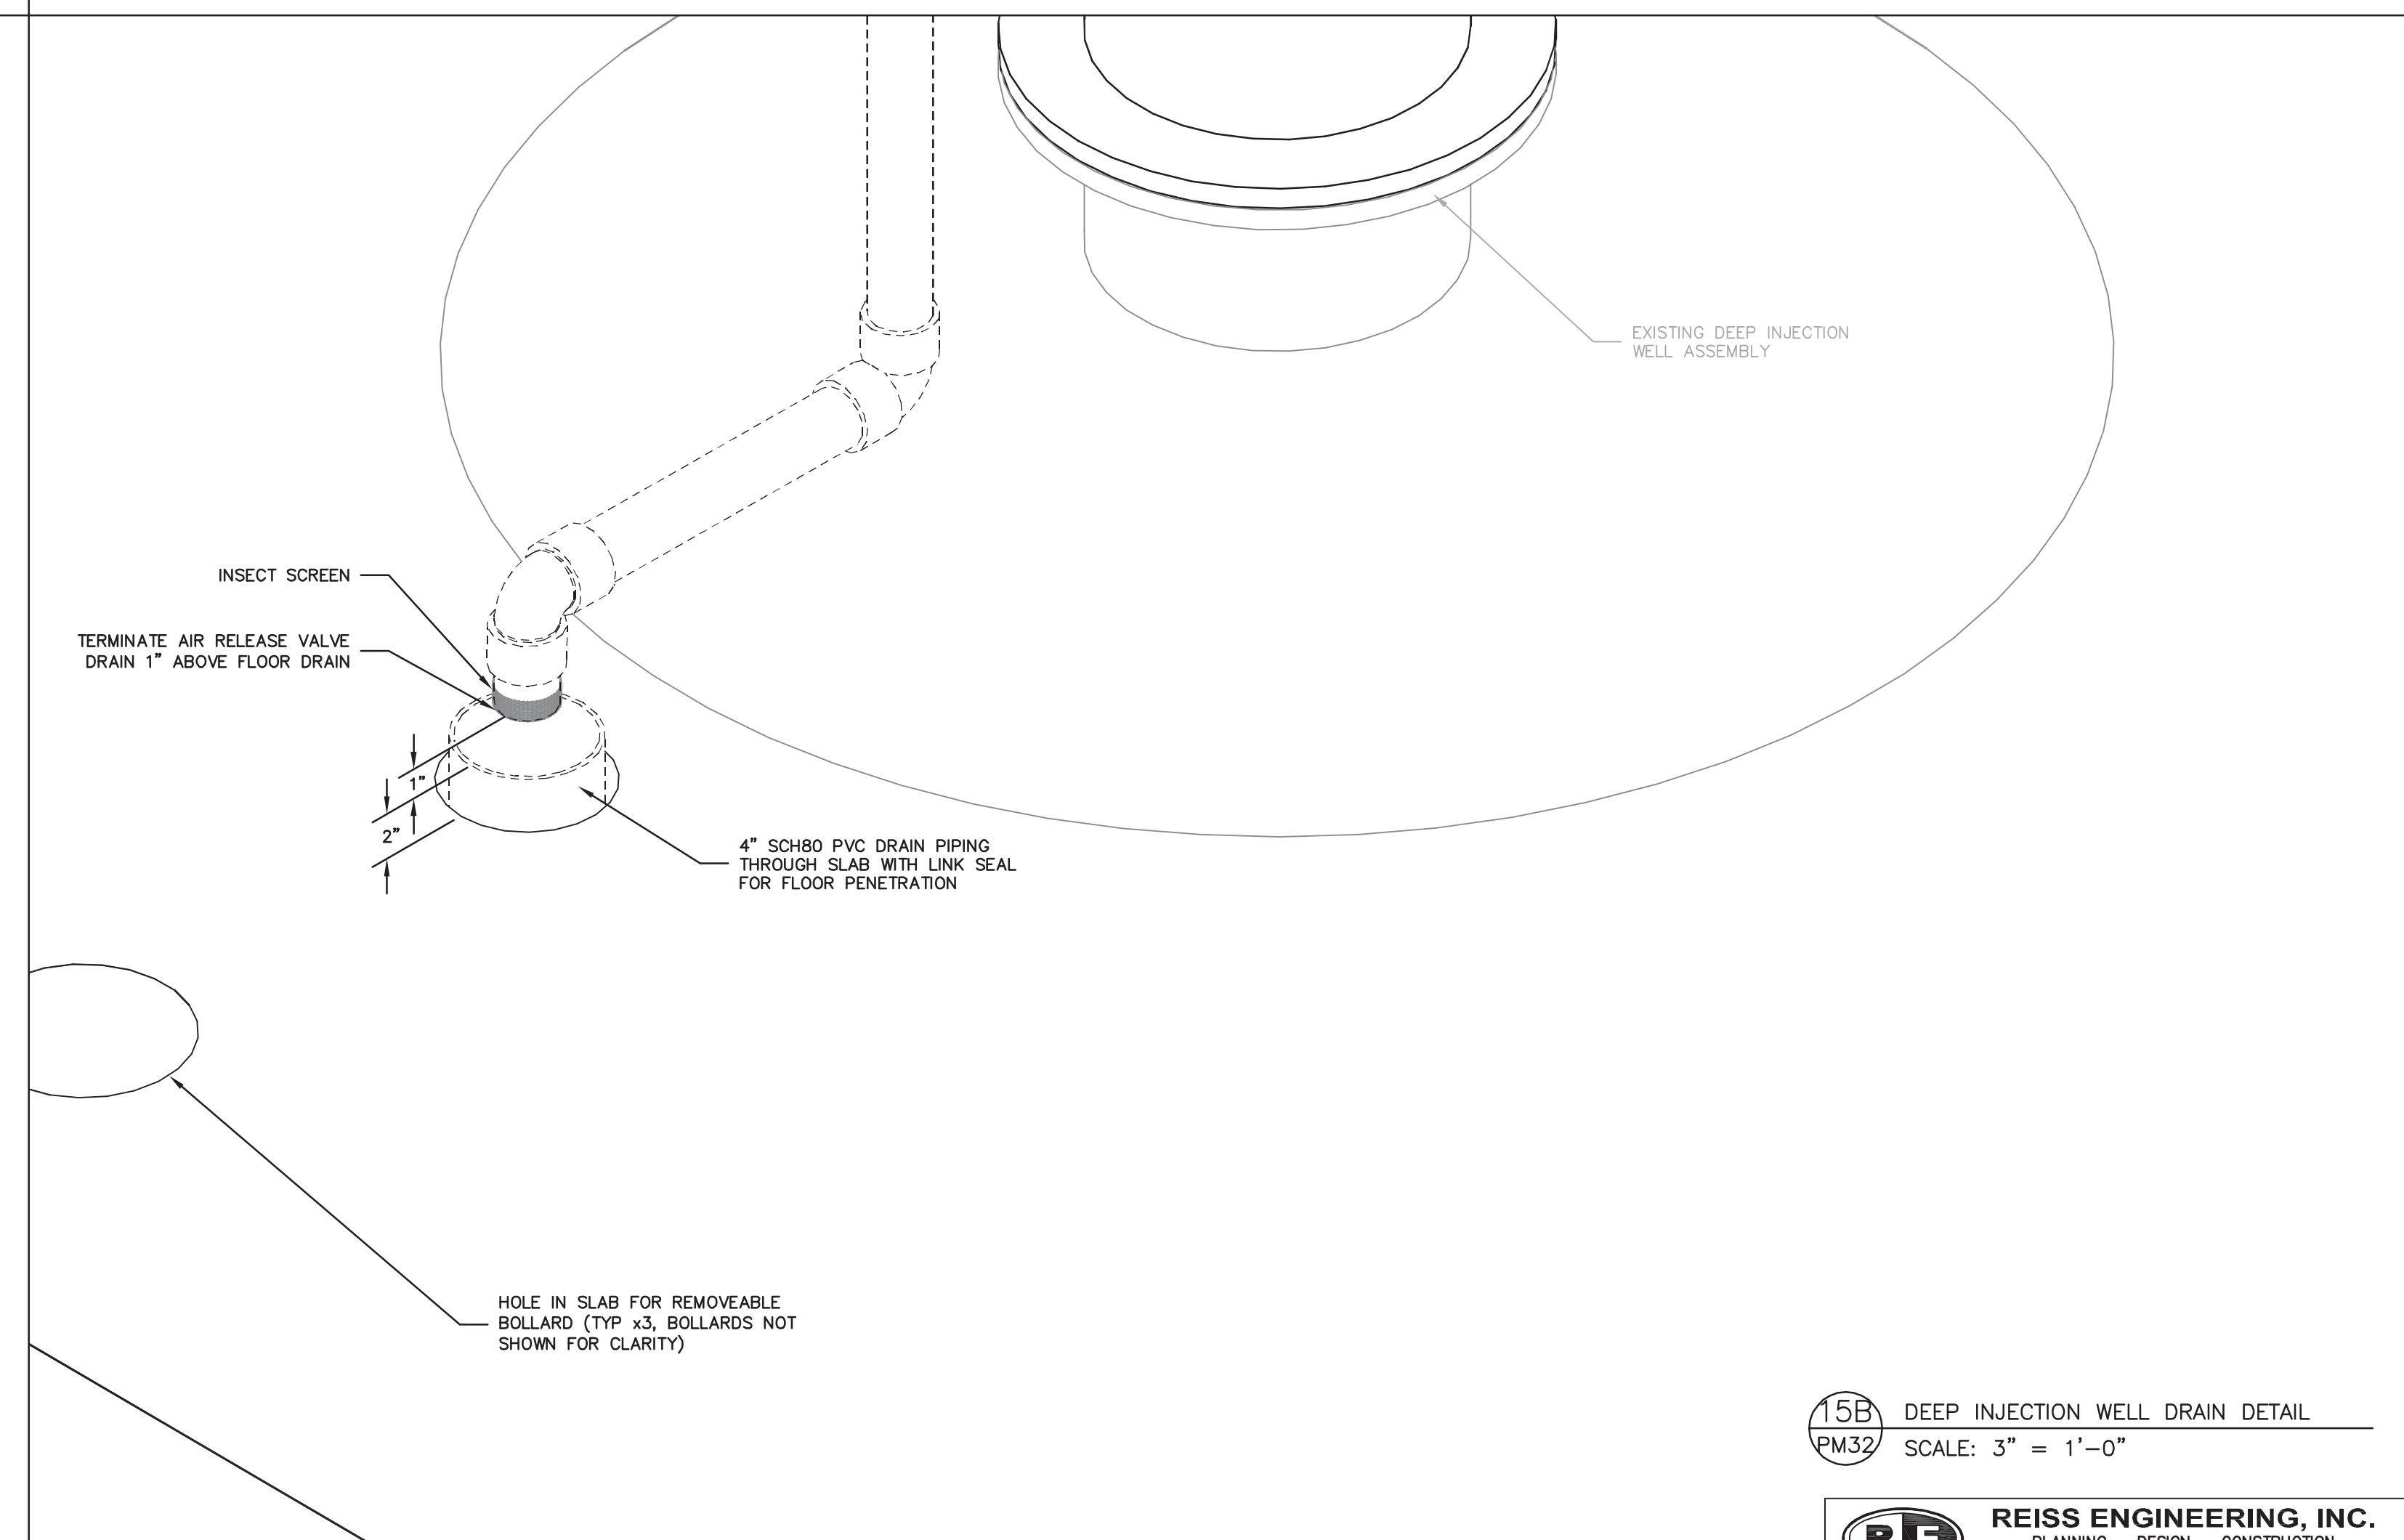 EXISTING DEEP INJECTION
WELL ASSEMBLY
INSECT SCREEN
TERMINATE AIR RELEASE VALVE
DRAIN 1" ABOVE FLOOR DRAIN
1"
2"
4" SCH80 PVC DRAIN PIPING
THROUGH SLAB WITH LINK SEAL
FOR FLOOR PENETRATION
HOLE IN SLAB FOR REMOVEABLE
BOLLARD (TYP x3, BOLLARDS NOT
SHOWN FOR CLARITY)
15B
PM32
DEEP INJECTION WELL DRAIN DETAIL
SCALE: 3" = 1'-0"
REISS ENGINEERING, INC.
PLANNING DESIGN CONSTRUCTION